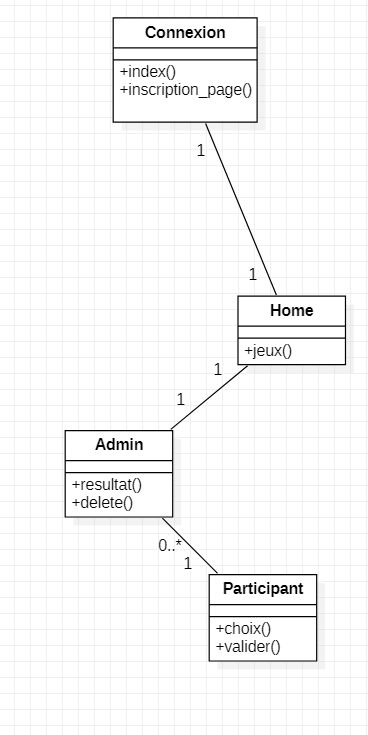 Connexion
+index()
+inscription_page()
1
1
Home
+jeux()
1
1
Admin
+resultat()
+delete()
0..*
1
Participant
+choix()
+valider()